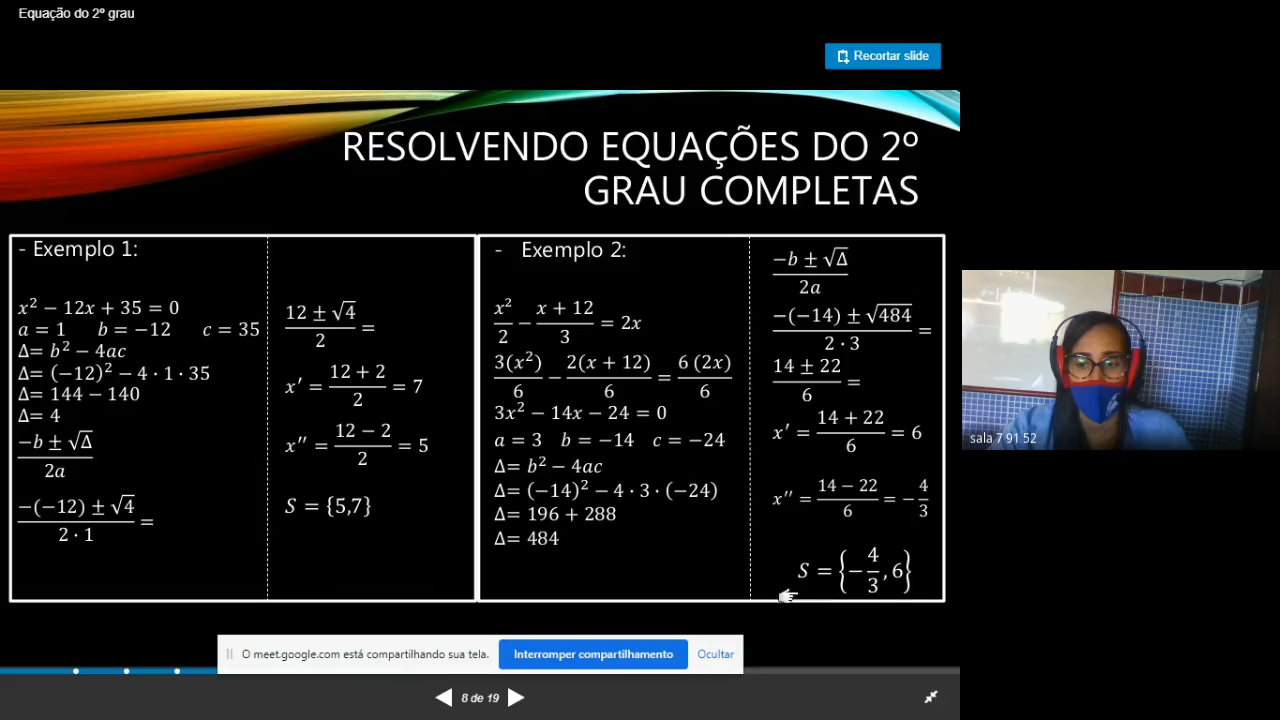 Equação do 2º grau
Recortar slide
RESOLVENDO EQUAÇÕES DO 2º
GRAU COMPLETAS
- Exemplo 1:
x² − 12x + 35 = 0
a = 1 b = −12 c = 35
Δ= b² − 4ac
Δ= (−12)² − 4 · 1 · 35
Δ= 144 − 140
Δ= 4
−b ± √Δ
2a
−(−12) ± √4
2 · 1 =
12 ± √4
2 =
x′ = 12 + 2
2 = 7
x′′ = 12 − 2
2 = 5
S = {5,7}
- Exemplo 2:
x²/2 − x + 12/3 = 2x
3(x²)/6 − 2(x + 12)/6 = 6 (2x)/6
3x² − 14x − 24 = 0
a = 3 b = −14 c = −24
Δ= b² − 4ac
Δ= (−14)² − 4 · 3 · (−24)
Δ= 196 + 288
Δ= 484
−b ± √Δ
2a
−(−14) ± √484
2 · 3 =
14 ± 22
6 =
x′ = 14 + 22
6 = 6
x′′ = 14 − 22
6 = −4/3
S = {−4/3, 6}
sala 7 91 52
O meet.google.com está compartilhando sua tela.
Interromper compartilhamento
Ocultar
8 de 19